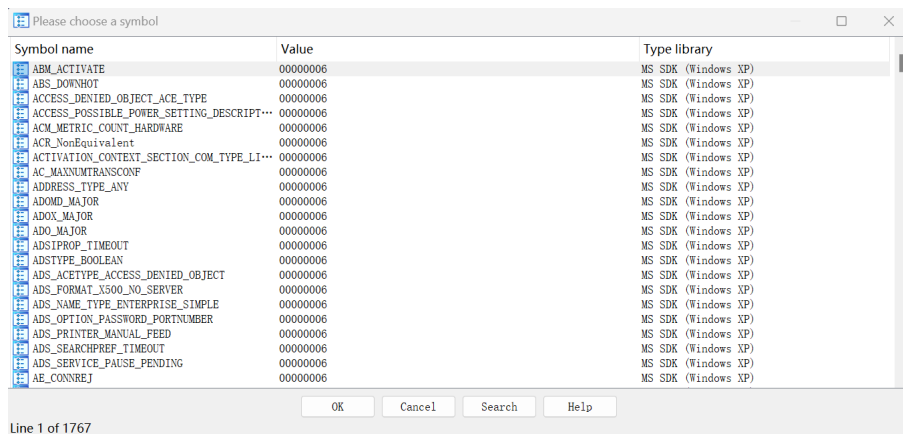 Please choose a symbol
Symbol name Value Type library
ABM_ACTIVATE 00000006 MS SDK (Windows XP)
ABS_DOWNHOT 00000006 MS SDK (Windows XP)
ACCESS_DENIED_OBJECT_ACE_TYPE 00000006 MS SDK (Windows XP)
ACCESS_POSSIBLE_POWER_SETTING_DESCRIPT··· 00000006 MS SDK (Windows XP)
ACM_METRIC_COUNT_HARDWARE 00000006 MS SDK (Windows XP)
ACR_NonEquivalent 00000006 MS SDK (Windows XP)
ACTIVATION_CONTEXT_SECTION_COM_TYPE_LI··· 00000006 MS SDK (Windows XP)
AC_MAXNUMTRANSCONF 00000006 MS SDK (Windows XP)
ADDRESS_TYPE_ANY 00000006 MS SDK (Windows XP)
ADOMD_MAJOR 00000006 MS SDK (Windows XP)
ADOX_MAJOR 00000006 MS SDK (Windows XP)
ADO_MAJOR 00000006 MS SDK (Windows XP)
ADSIPROP_TIMEOUT 00000006 MS SDK (Windows XP)
ADSTYPE_BOOLEAN 00000006 MS SDK (Windows XP)
ADS_ACETYPE_ACCESS_DENIED_OBJECT 00000006 MS SDK (Windows XP)
ADS_FORMAT_X500_NO_SERVER 00000006 MS SDK (Windows XP)
ADS_NAME_TYPE_ENTERPRISE_SIMPLE 00000006 MS SDK (Windows XP)
ADS_OPTION_PASSWORD_PORTNUMBER 00000006 MS SDK (Windows XP)
ADS_PRINTER_MANUAL_FEED 00000006 MS SDK (Windows XP)
ADS_SEARCHPREF_TIMEOUT 00000006 MS SDK (Windows XP)
ADS_SERVICE_PAUSE_PENDING 00000006 MS SDK (Windows XP)
AE_CONNREJ 00000006 MS SDK (Windows XP)
OK Cancel Search Help
Line 1 of 1767